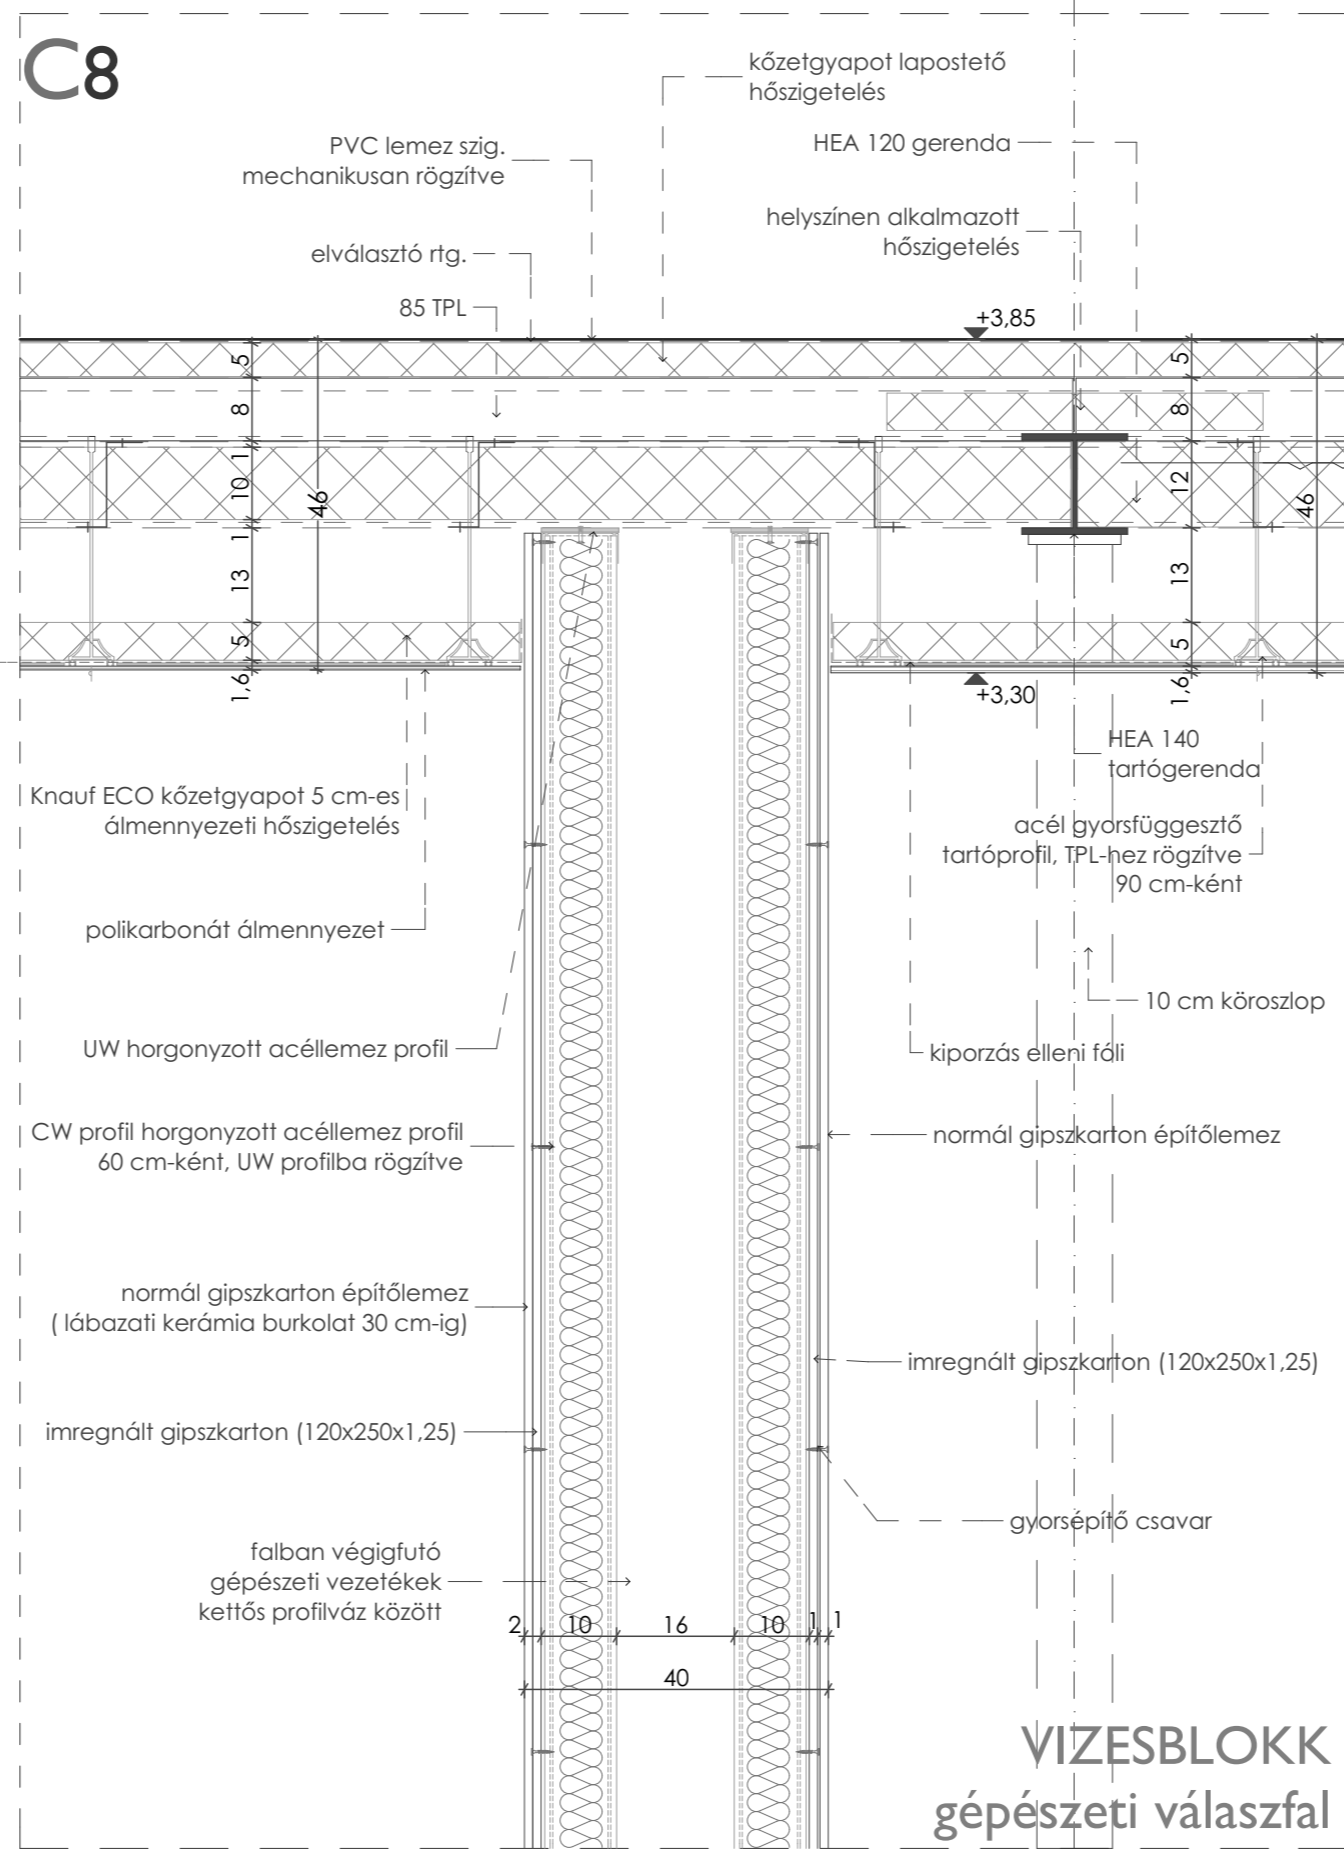 C8
kőzetgyapot lapostető
hőszigetelés
PVC lemez szig.
mechanikusan rögzítve
HEA 120 gerenda
helyszínen alkalmazott
hőszigetelés
elválasztó rtg.
85 TPL
+3,85
5
8
1
10
1
13
5
1,6
46
5
8
12
13
5
1,6
46
+3,30
HEA 140
tartógerenda
Knauf ECO kőzetgyapot 5 cm-es
álmennyezeti hőszigetelés
acél gyorsfüggesztő
tartóprofil, TPL-hez rögzítve
90 cm-ként
polikarbonát álmennyezet
10 cm köroszlop
UW horgonyzott acéllemez profil
kiporzás elleni fóli
CW profil horgonyzott acéllemez profil
60 cm-ként, UW profilba rögzítve
normál gipszkarton építőlemez
normál gipszkarton építőlemez
( lábazati kerámia burkolat 30 cm-ig)
imregnált gipszkarton (120x250x1,25)
imregnált gipszkarton (120x250x1,25)
gyorsépítő csavar
falban végigfutó
gépészeti vezetékek
kettős profilváz között
2 10 16 10 1 1
40
VIZESBLOKK
gépészeti válaszfal